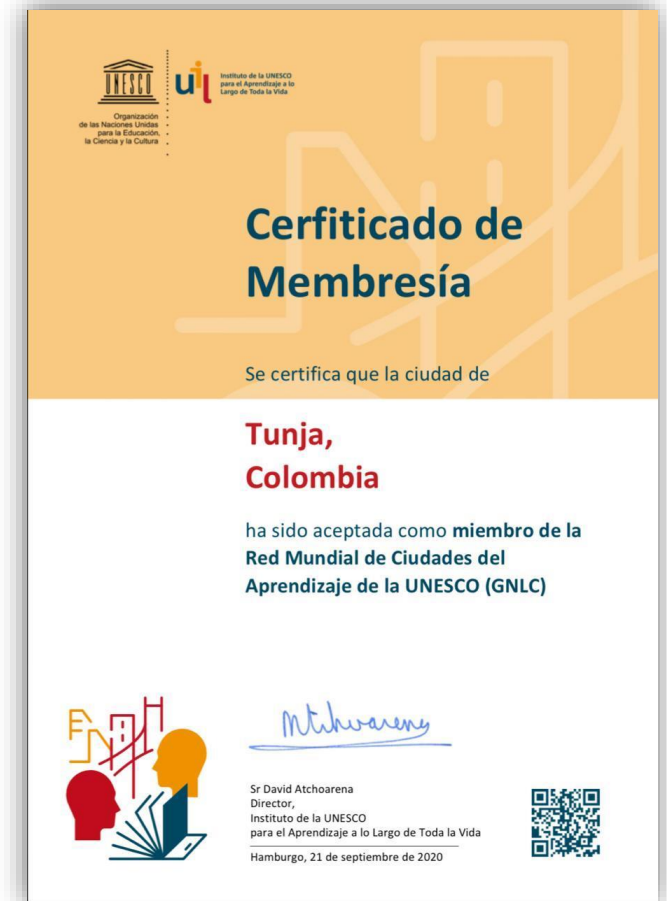 UNESCO
Organización
de las Naciones Unidas
para la Educación,
la Ciencia y la Cultura
uil
Instituto de la UNESCO
para el Aprendizaje a lo
Largo de Toda la Vida
Cerfiticado de
Membresía
Se certifica que la ciudad de
Tunja,
Colombia
ha sido aceptada como miembro de la
Red Mundial de Ciudades del
Aprendizaje de la UNESCO (GNLC)
Sr David Atchoarena
Director,
Instituto de la UNESCO
para el Aprendizaje a lo Largo de Toda la Vida
Hamburgo, 21 de septiembre de 2020